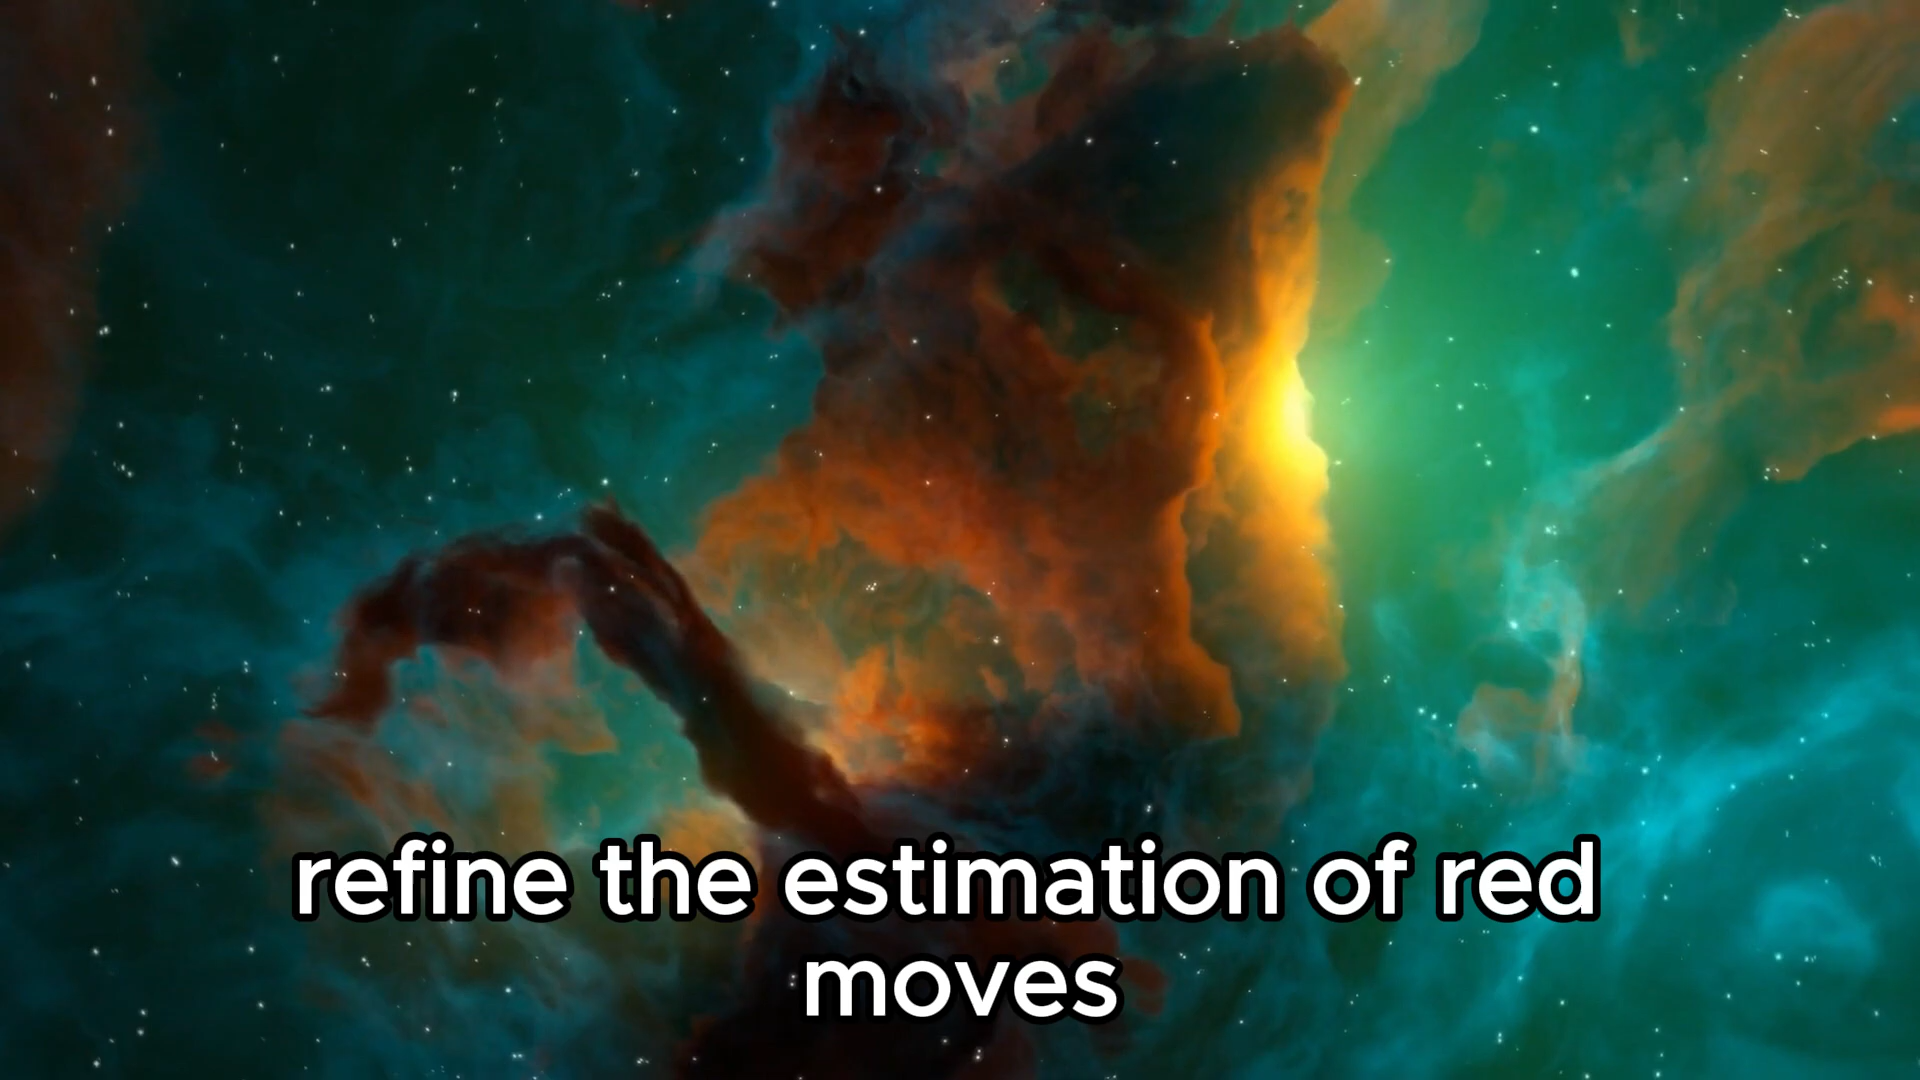 refine the estimation of red
moves